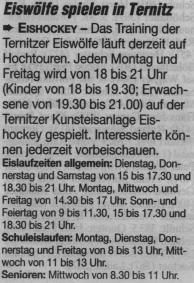 Eiswölfe spielen in Ternitz
➡ EISHOCKEY – Das Training der
Ternitzer Eiswölfe läuft derzeit auf
Hochtouren. Jeden Montag und
Freitag wird von 18 bis 21 Uhr
(Kinder von 18 bis 19.30; Erwach-
sene von 19.30 bis 21.00) auf der
Ternitzer Kunsteisanlage Eis-
hockey gespielt. Interessierte kön-
nen jederzeit vorbeischauen.
Eislaufzeiten allgemein: Dienstag, Don-
nerstag und Samstag von 15 bis 17.30 und
18.30 bis 21 Uhr. Montag, Mittwoch und
Freitag von 14.30 bis 17 Uhr. Sonn- und
Feiertag von 9 bis 11.30, 15 bis 17.30 und
18.30 bis 21 Uhr.
Schuleislaufen: Montag, Dienstag, Don-
nerstag und Freitag von 8 bis 13 Uhr, Mitt-
woch von 11 bis 13 Uhr.
Senioren: Mittwoch von 8.30 bis 11 Uhr.